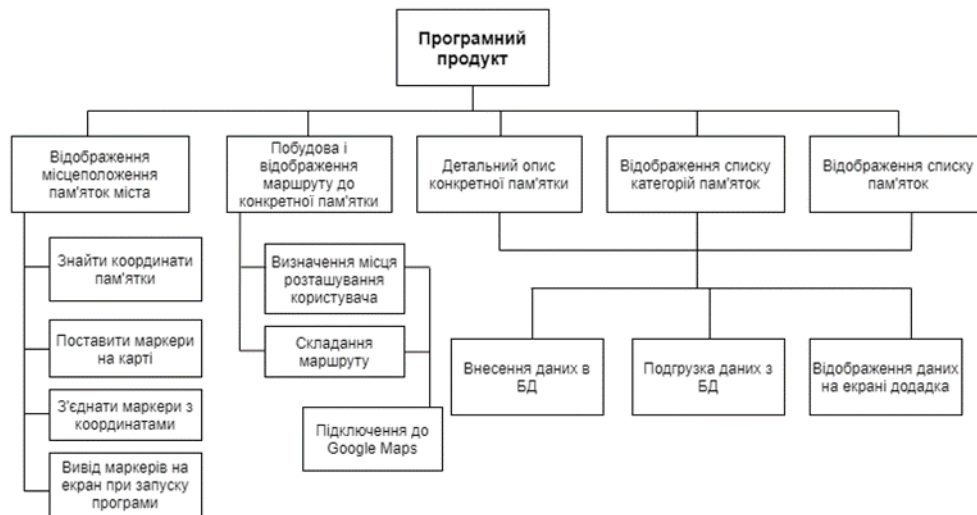 Програмний
продукт
Відображення
місцеположення
пам'яток міста
Побудова і
відображення
маршруту до
конкретної пам'ятки
Детальний опис
конкретної пам'ятки
Відображення списку
категорій пам'яток
Відображення списку
пам'яток
Знайти координати
пам'ятки
Поставити маркери
на карті
З'єднати маркери з
координатами
Вивід маркерів на
екран при запуску
програми
Визначення місця
розташування
користувача
Складання
маршруту
Підключення до
Google Maps
Внесення даних в
БД
Подгрузка даних з
БД
Відображення даних
на екрані дододка